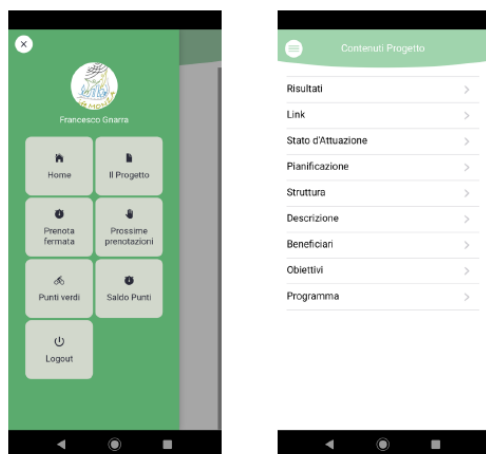 Francesco Gnarra
Home
Il Progetto
Prenota
fermata
Prossime
prenotazioni
Punti verdi
Saldo Punti
Logout
Contenuti Progetto
Risultati
Link
Stato d'Attuazione
Pianificazione
Struttura
Descrizione
Beneficiari
Obiettivi
Programma